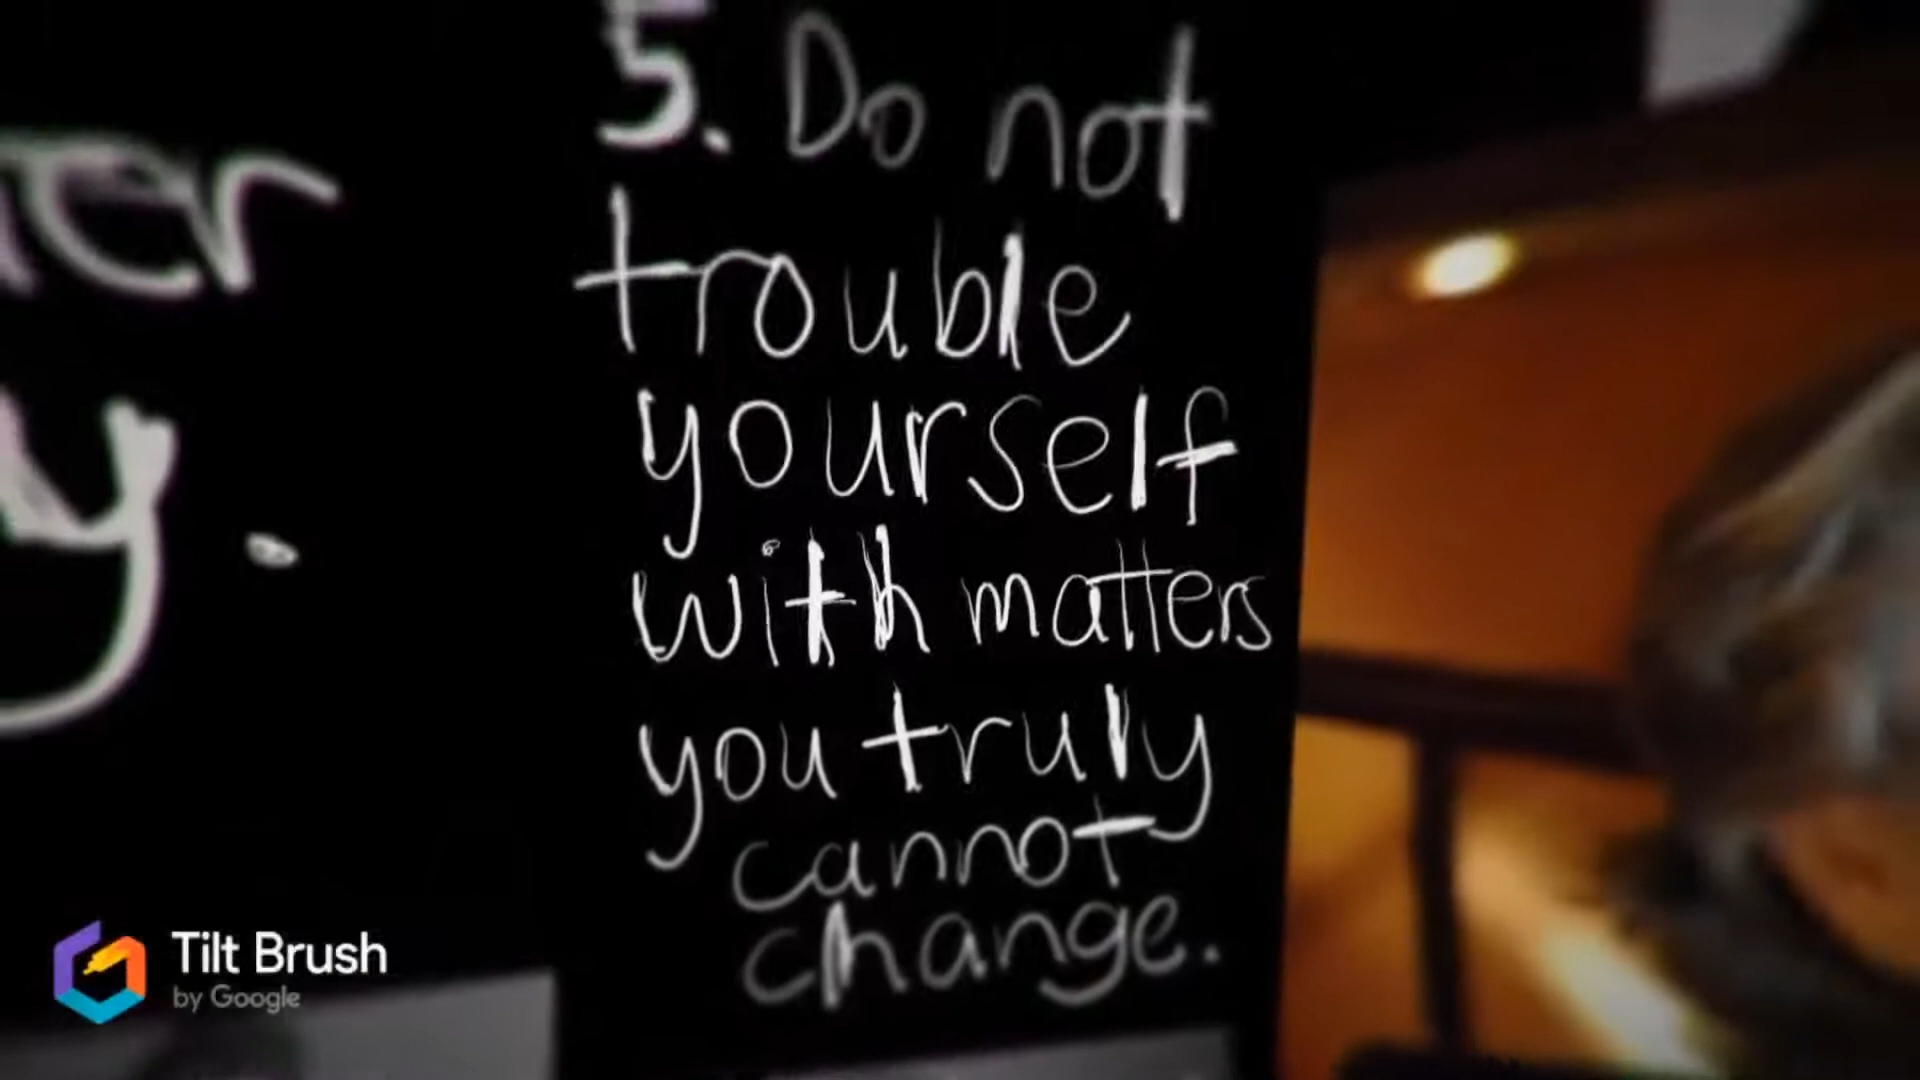 5. Do not
trouble
yourself
with matters
you truly
cannot
change.
Tilt Brush
by Google